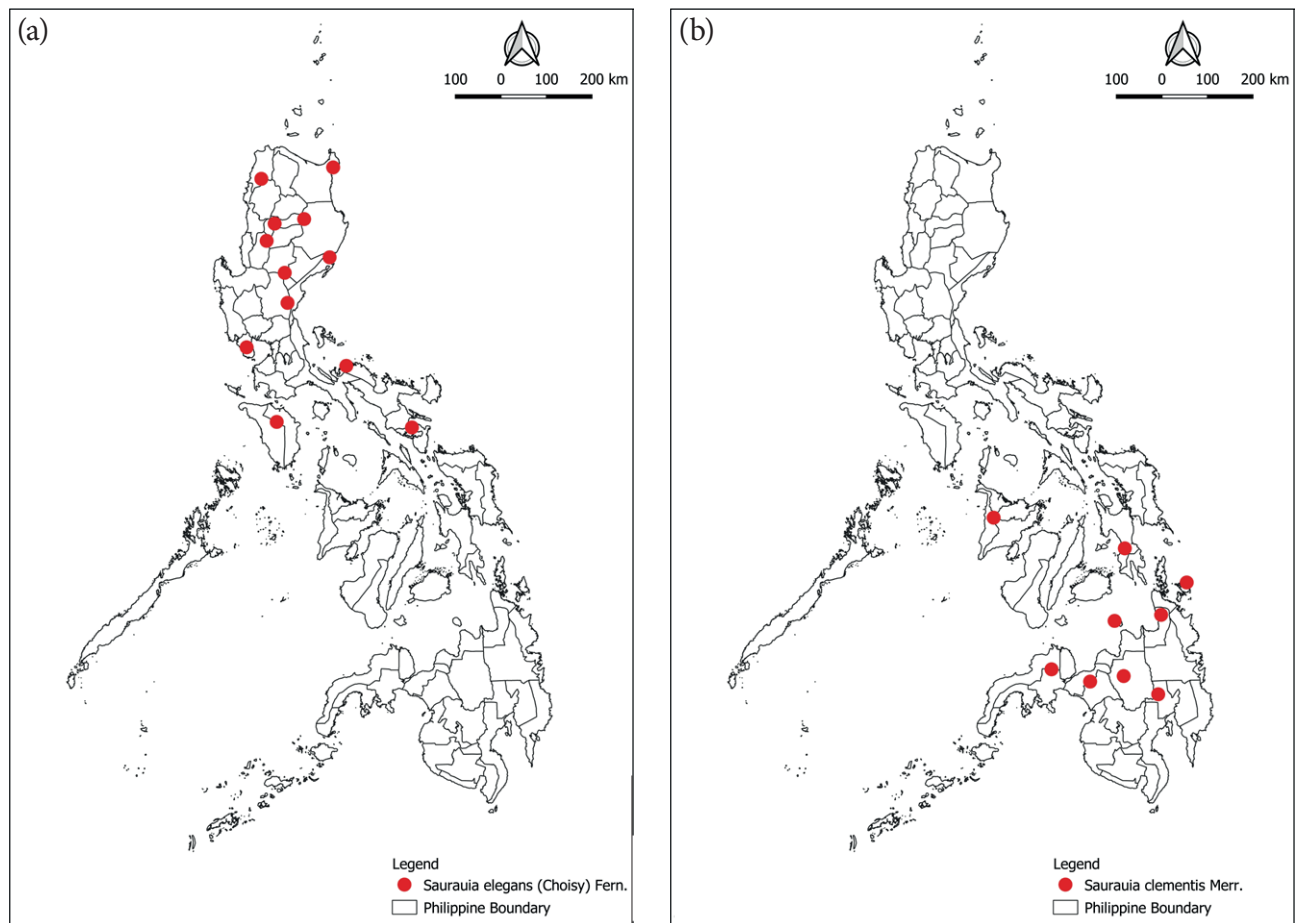 (a)
100 0 100 200 km
Legend
Saurauia elegans (Choisy) Fern.
Philippine Boundary
(b)
100 0 100 200 km
Legend
Saurauia clementis Merr.
Philippine Boundary